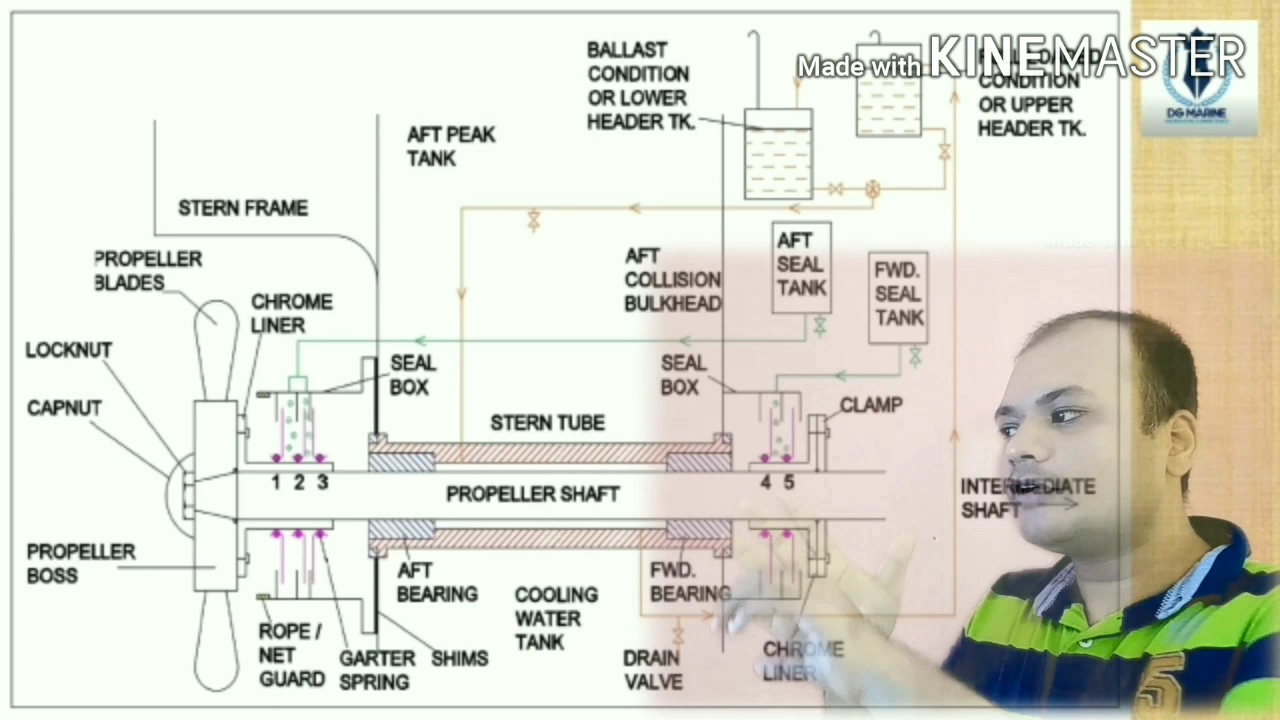 Made with KINEMASTER
BALLAST
CONDITION
OR LOWER
HEADER TK.
CONDITION
OR UPPER
HEADER TK.
DG MARINE
AFT PEAK
TANK
STERN FRAME
PROPELLER
BLADES
CHROME
LINER
LOCKNUT
CAPNUT
AFT
COLLISION
BULKHEAD
AFT
SEAL
TANK
FWD.
SEAL
TANK
SEAL
BOX
SEAL
BOX
CLAMP
STERN TUBE
1 2 3
PROPELLER SHAFT
4 5
INTERMEDIATE
SHAFT
PROPELLER
BOSS
AFT
BEARING
COOLING
WATER
TANK
FWD.
BEARING
ROPE /
NET
GUARD
GARTER
SPRING
SHIMS
DRAIN
VALVE
CHROME
LINER
5